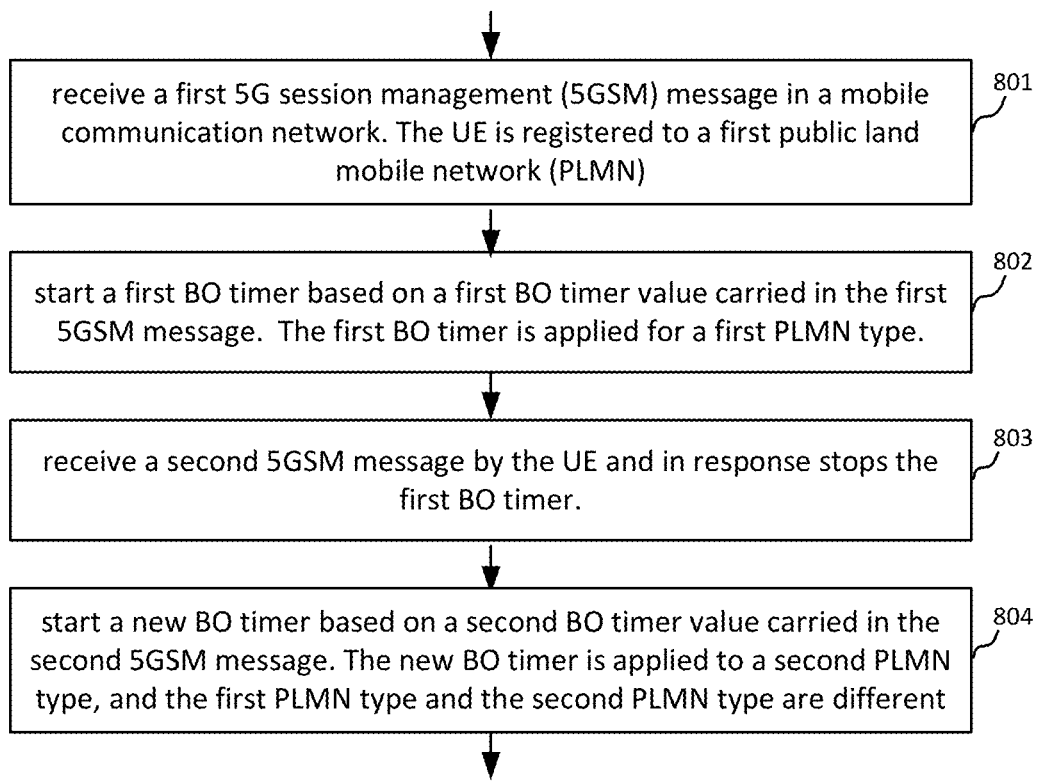 receive a first 5G session management (5GSM) message in a mobile
communication network. The UE is registered to a first public land
mobile network (PLMN)
801
start a first BO timer based on a first BO timer value carried in the first
5GSM message.  The first BO timer is applied for a first PLMN type.
802
receive a second 5GSM message by the UE and in response stops the
first BO timer.
803
start a new BO timer based on a second BO timer value carried in the
second 5GSM message. The new BO timer is applied to a second PLMN
type, and the first PLMN type and the second PLMN type are different
804